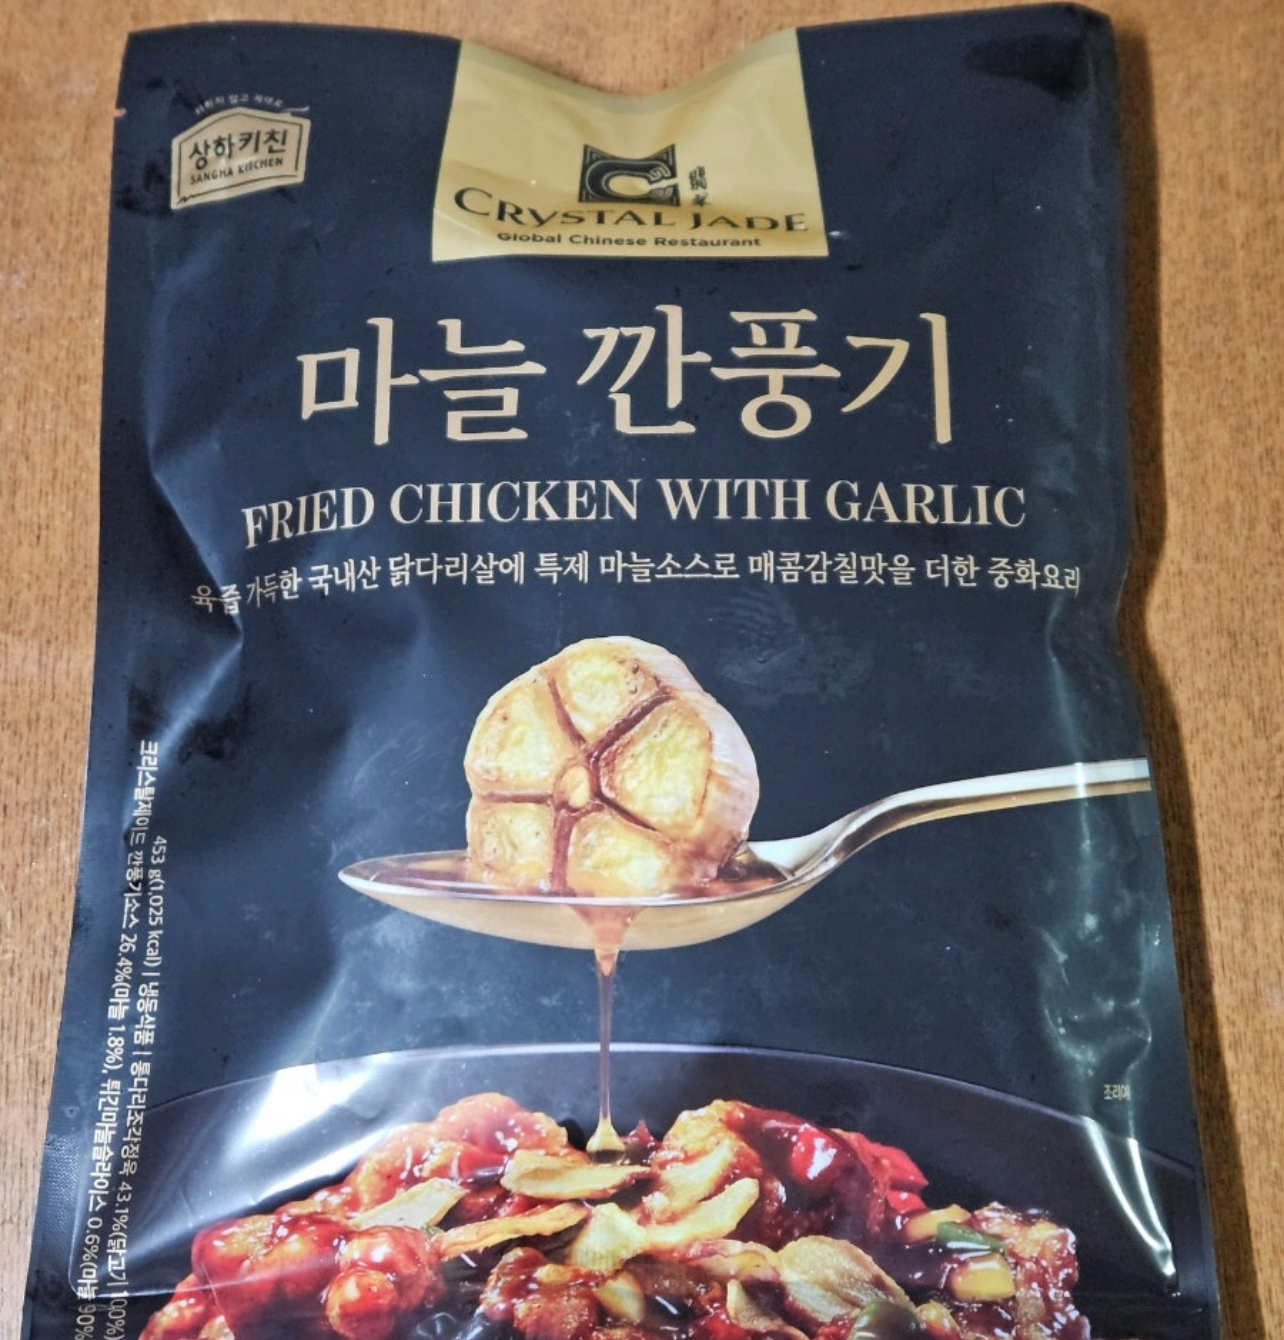 상하키친
SANGHA KITCHEN
CRYSTAL JADE
Global Chinese Restaurant
마늘 깐풍기
FRIED CHICKEN WITH GARLIC
육즙 가득한 국내산 닭다리살에 특제 마늘소스로 매콤감칠맛을 더한 중화요리
조리예
453 g(1,025 kcal) | 냉동식품 | 통다리조각정육 43.1%(닭고기 100%)
크리스탈제이드 깐풍기소스 26.4%(마늘 1.8%), 튀긴마늘슬라이스 0.6%(마늘 90%